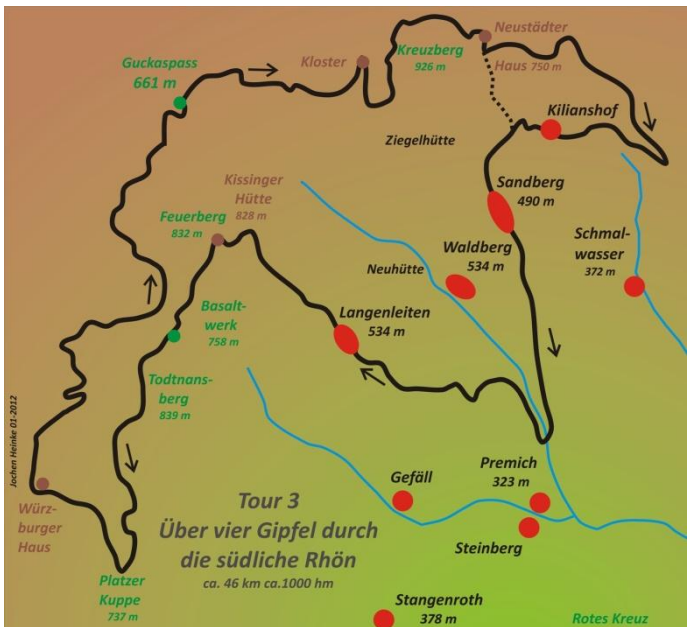 Neustädter
Haus 750 m
Kreuzberg
926 m
Kloster
Guckaspass
661 m
Kilianshof
Ziegelhütte
Sandberg
490 m
Kissinger
Hütte
828 m
Feuerberg
832 m
Waldberg
534 m
Neuhütte
Schmal-
wasser
372 m
Basalt-
werk
758 m
Langenleiten
534 m
Todtnans-
berg
839 m
Jochen Heinke 01-2012
Würz-
burger
Haus
Gefäll
Premich
323 m
Steinberg
Tour 3
Über vier Gipfel durch
die südliche Rhön
ca. 46 km ca.1000 hm
Platzer
Kuppe
737 m
Stangenroth
378 m
Rotes Kreuz